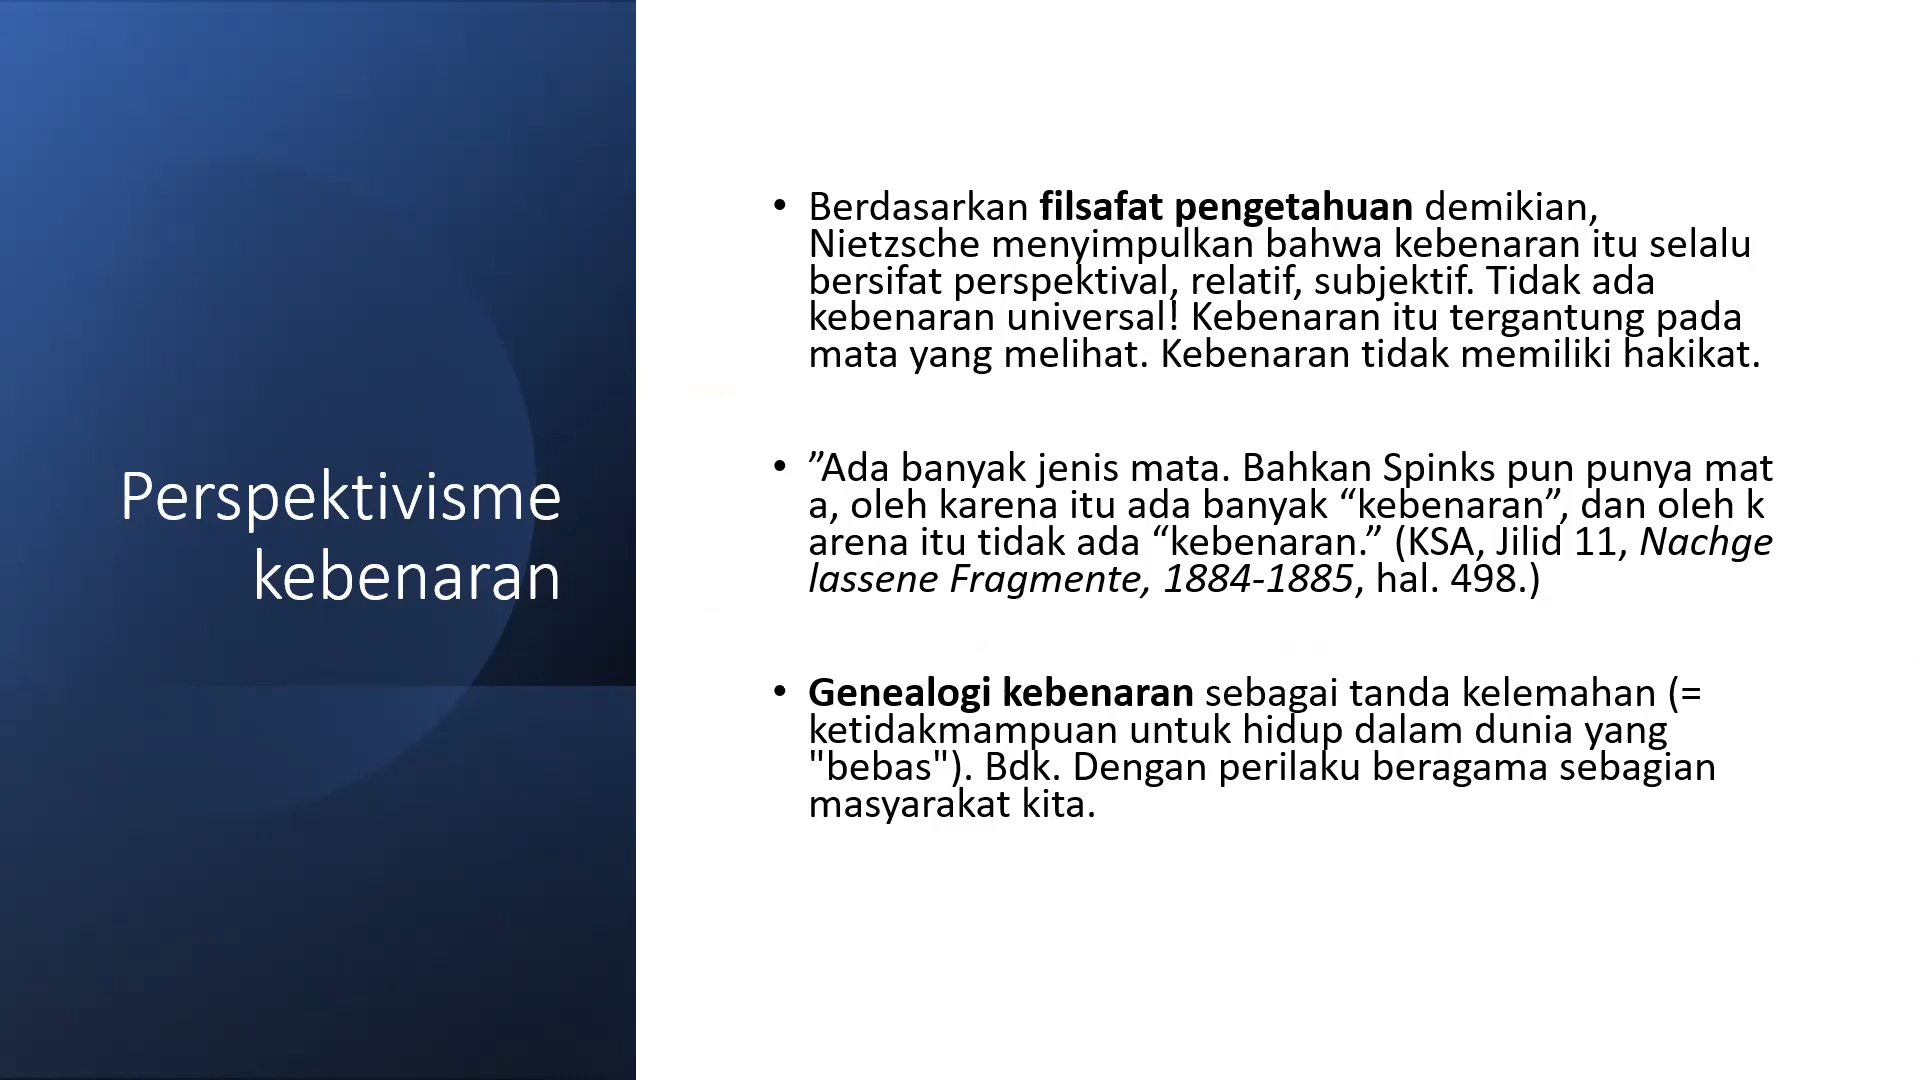 Perspektivisme
kebenaran
• Berdasarkan filsafat pengetahuan demikian,
Nietzsche menyimpulkan bahwa kebenaran itu selalu
bersifat perspektival, relatif, subjektif. Tidak ada
kebenaran universal! Kebenaran itu tergantung pada
mata yang melihat. Kebenaran tidak memiliki hakikat.
• ”Ada banyak jenis mata. Bahkan Spinks pun punya mat
a, oleh karena itu ada banyak “kebenaran”, dan oleh k
arena itu tidak ada “kebenaran.” (KSA, Jilid 11, Nachge
lassene Fragmente, 1884-1885, hal. 498.)
• Genealogi kebenaran sebagai tanda kelemahan (=
ketidakmampuan untuk hidup dalam dunia yang
"bebas"). Bdk. Dengan perilaku beragama sebagian
masyarakat kita.